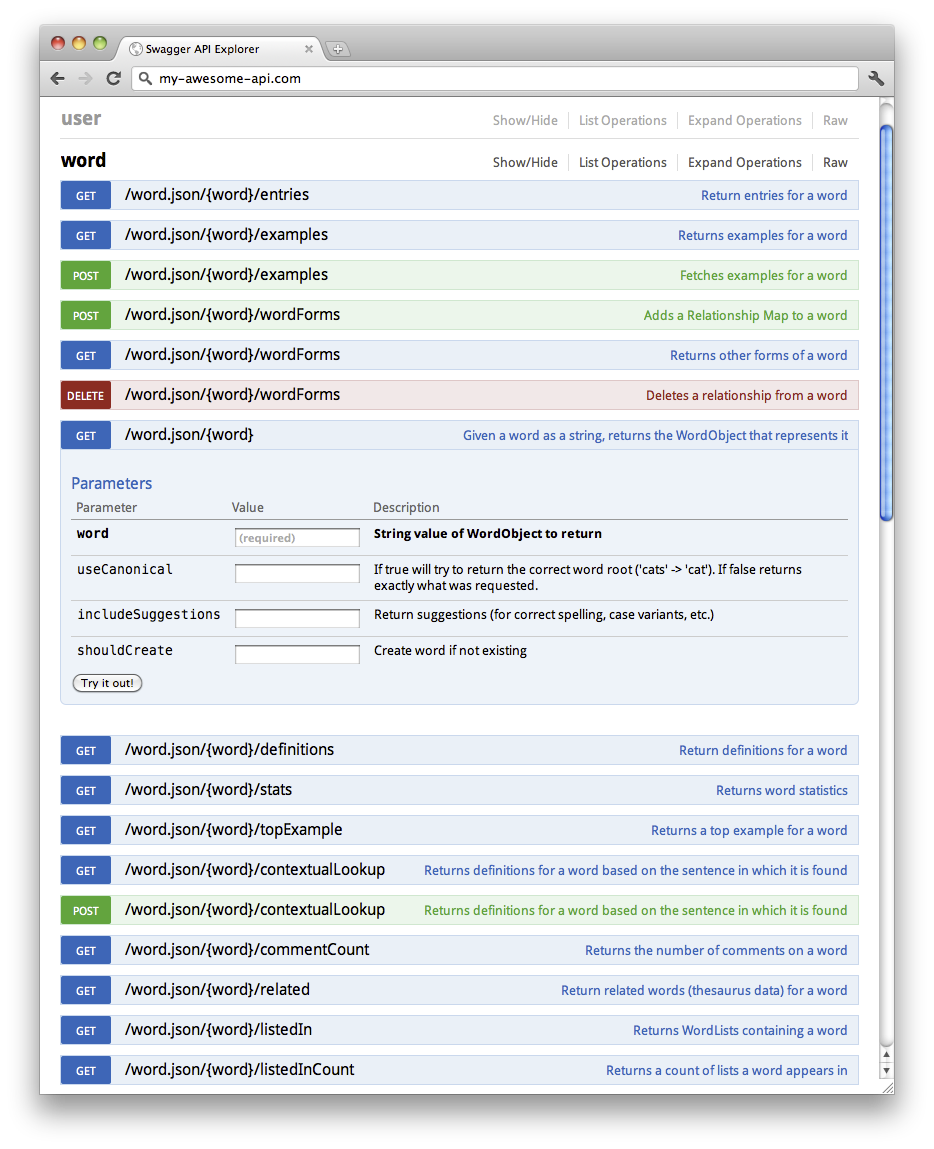 Swagger API Explorer
my-awesome-api.com
user Show/Hide List Operations Expand Operations Raw
word Show/Hide List Operations Expand Operations Raw
GET /word.json/{word}/entries Return entries for a word
GET /word.json/{word}/examples Returns examples for a word
POST /word.json/{word}/examples Fetches examples for a word
POST /word.json/{word}/wordForms Adds a Relationship Map to a word
GET /word.json/{word}/wordForms Returns other forms of a word
DELETE /word.json/{word}/wordForms Deletes a relationship from a word
GET /word.json/{word} Given a word as a string, returns the WordObject that represents it
Parameters
Parameter Value Description
word (required) String value of WordObject to return
useCanonical If true will try to return the correct word root ('cats' -> 'cat'). If false returns
exactly what was requested.
includeSuggestions Return suggestions (for correct spelling, case variants, etc.)
shouldCreate Create word if not existing
Try it out!
GET /word.json/{word}/definitions Return definitions for a word
GET /word.json/{word}/stats Returns word statistics
GET /word.json/{word}/topExample Returns a top example for a word
GET /word.json/{word}/contextualLookup Returns definitions for a word based on the sentence in which it is found
POST /word.json/{word}/contextualLookup Returns definitions for a word based on the sentence in which it is found
GET /word.json/{word}/commentCount Returns the number of comments on a word
GET /word.json/{word}/related Return related words (thesaurus data) for a word
GET /word.json/{word}/listedIn Returns WordLists containing a word
GET /word.json/{word}/listedInCount Returns a count of lists a word appears in